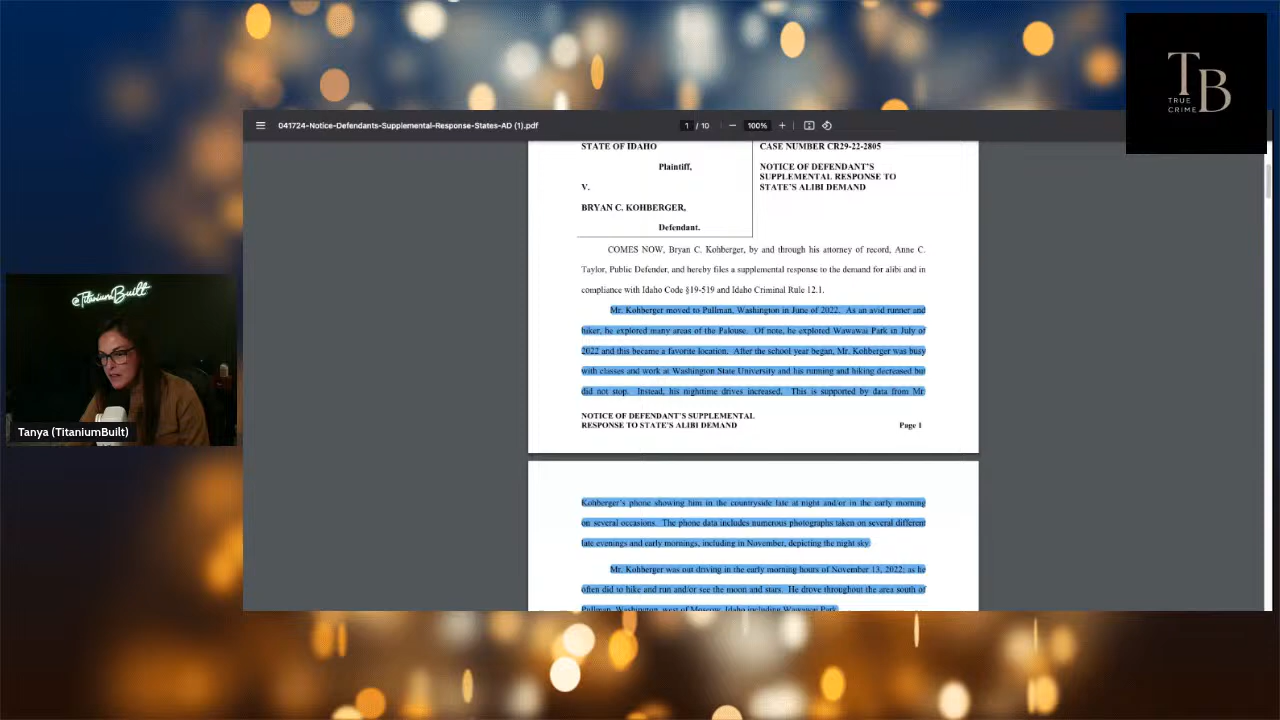 T
TRUE
CRIME
B
041724-Notice-Defendants-Supplemental-Response-States-AD (1).pdf
1 / 10
100%
STATE OF IDAHO
Plaintiff,
V.
BRYAN C. KOHBERGER,
Defendant.
CASE NUMBER CR29-22-2805
NOTICE OF DEFENDANT'S
SUPPLEMENTAL RESPONSE TO
STATE'S ALIBI DEMAND
COMES NOW, Bryan C. Kohberger, by and through his attorney of record, Anne C.
Taylor, Public Defender, and hereby files a supplemental response to the demand for alibi and in
compliance with Idaho Code §19-519 and Idaho Criminal Rule 12.1.
Mr. Kohberger moved to Pullman, Washington in June of 2022. As an avid runner and
hiker, he explored many areas of the Palouse. Of note, he explored Wawawai Park in July of
2022 and this became a favorite location. After the school year began, Mr. Kohberger was busy
with classes and work at Washington State University and his running and hiking decreased but
did not stop. Instead, his nighttime drives increased. This is supported by data from Mr.
NOTICE OF DEFENDANT'S SUPPLEMENTAL
RESPONSE TO STATE'S ALIBI DEMAND
Page 1
Kohberger's phone showing him in the countryside late at night and/or in the early morning
on several occasions. The phone data includes numerous photographs taken on several different
late evenings and early mornings, including in November, depicting the night sky.
Mr. Kohberger was out driving in the early morning hours of November 13, 2022; as he
often did to hike and run and/or see the moon and stars. He drove throughout the area south of
Pullman, Washington, west of Moscow, Idaho including Wawawai Park.
@TitaniumBuilt
Tanya (TitaniumBuilt)